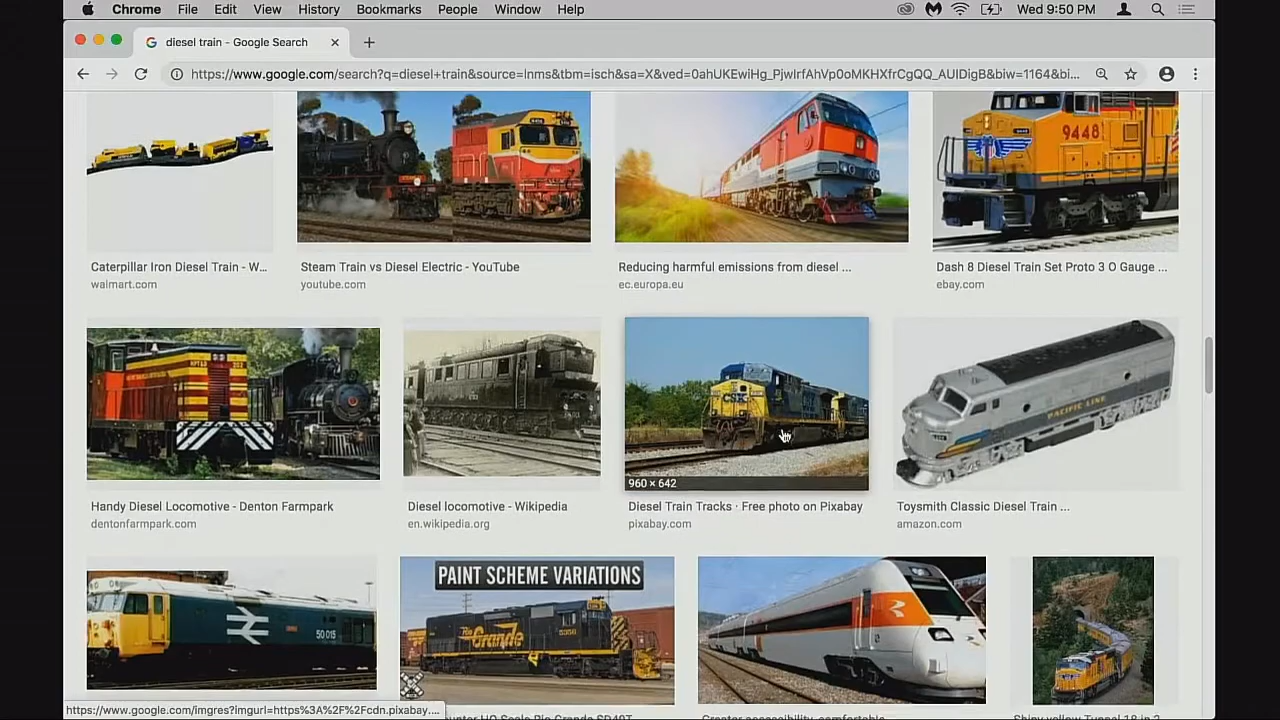 Chrome File Edit View History Bookmarks People Window Help Wed 9:50 PM
diesel train - Google Search
https://www.google.com/search?q=diesel+train&source=lnms&tbm=isch&sa=X&ved=0ahUKEwiHg_PjwIrfAhVp0oMKHXfrCgQQ_AUIDigB&biw=1164&bi...
9448
Caterpillar Iron Diesel Train - W...
walmart.com
Steam Train vs Diesel Electric - YouTube
youtube.com
Reducing harmful emissions from diesel ...
ec.europa.eu
Dash 8 Diesel Train Set Proto 3 O Gauge ...
ebay.com
CSX
PACIFIC LINE
960 × 642
Handy Diesel Locomotive - Denton Farmpark
dentonfarmpark.com
Diesel locomotive - Wikipedia
en.wikipedia.org
Diesel Train Tracks · Free photo on Pixabay
pixabay.com
Toysmith Classic Diesel Train ...
amazon.com
PAINT SCHEME VARIATIONS
50 015
Rio Grande
5350
https://www.google.com/imgres?imgurl=https%3A%2F%2Fcdn.pixabay....